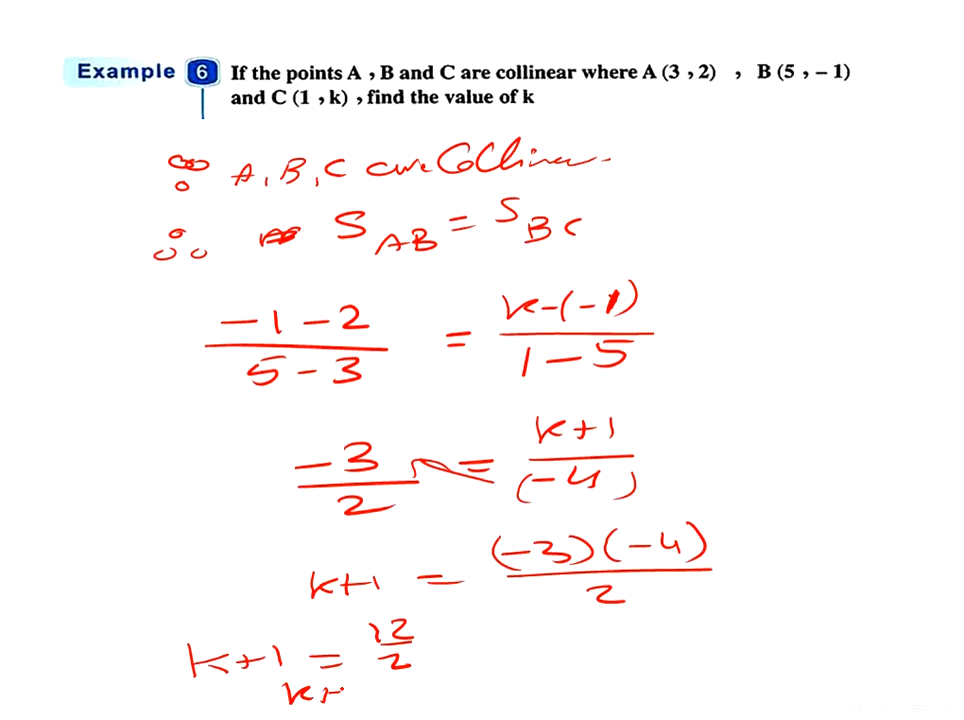 Example 6 If the points A , B and C are collinear where A (3 , 2) , B (5 , – 1)
and C (1 , k) , find the value of k
A, B, C are Collinear.
∴ S AB = S BC
-1-2 / 5-3 = k-(-1) / 1-5
-3 / 2 = k+1 / (-4)
k+1 = (-3)(-4) / 2
k+1 = 12 / 2
k+